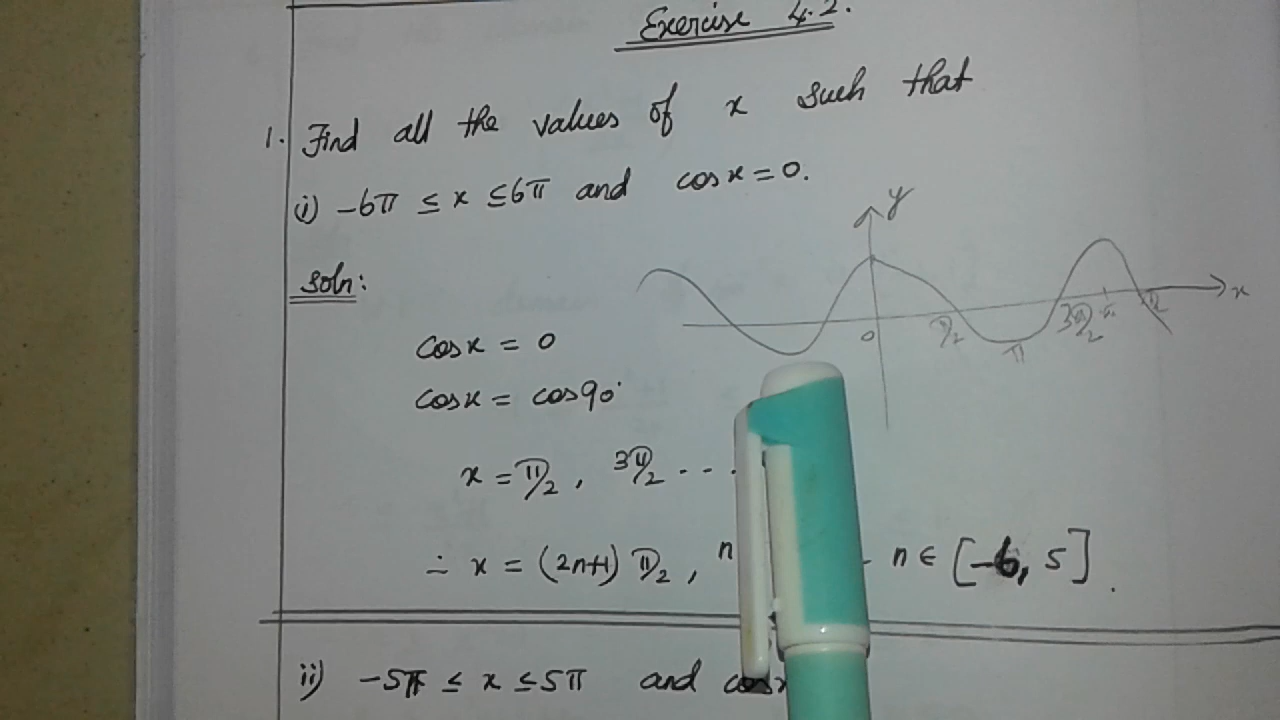 Exercise 4.2.
1. Find all the values of x such that
i) -6π ≤ x ≤ 6π and cos x = 0.
y
soln:
x
0 π/2 π 3π/2
cos x = 0
cos x = cos 90°
x = π/2, 3π/2 - - .
∴ x = (2n+1) π/2, n n ∈ [-6, 5].
ii) -5π ≤ x ≤ 5π and cos x